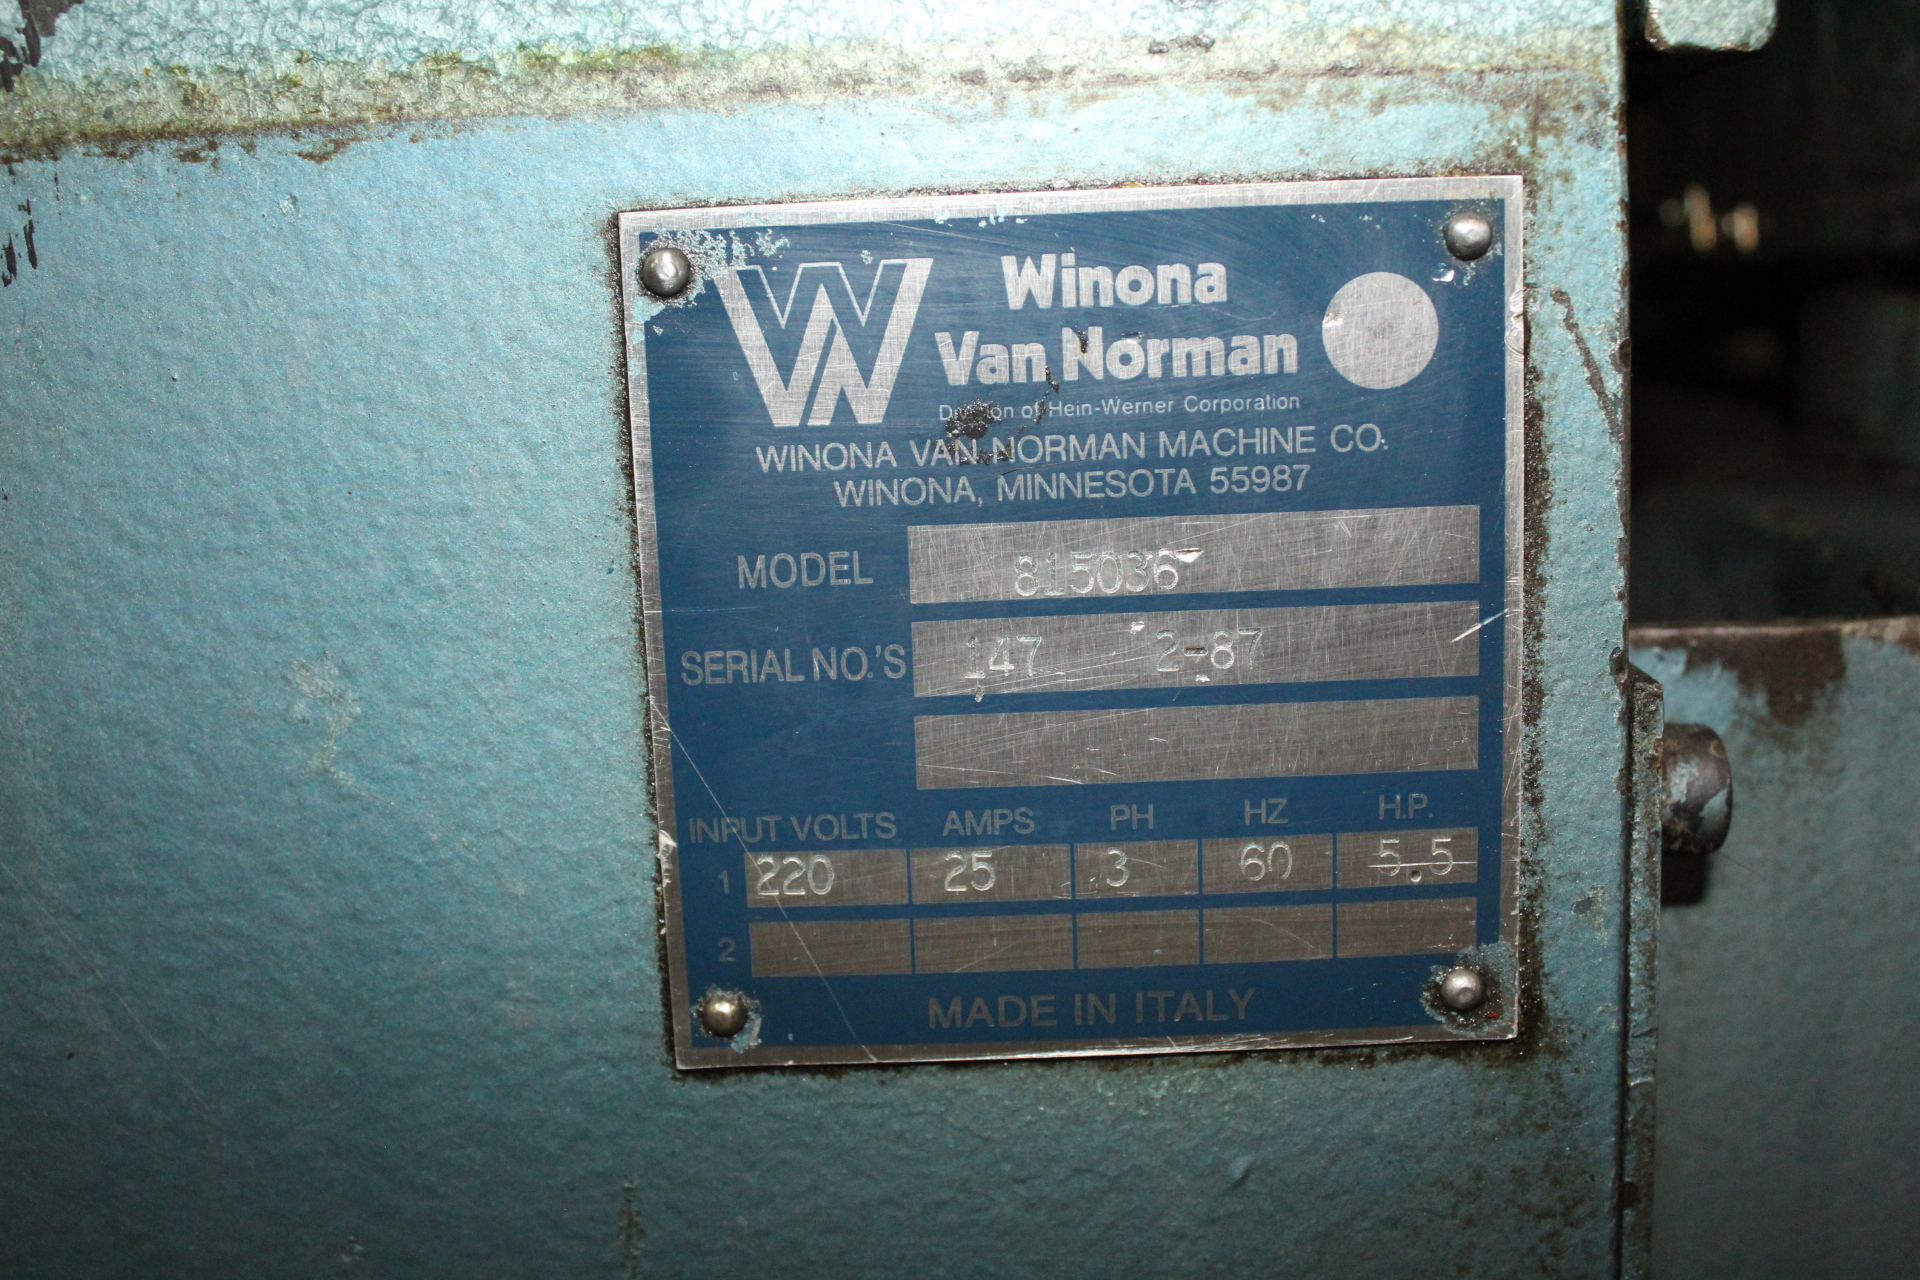 Winona
Van Norman
Division of Hein-Werner Corporation
WINONA VAN NORMAN MACHINE CO.
WINONA, MINNESOTA 55987
MODEL 815036
SERIAL NO.'S 147 2-87
INPUT VOLTS AMPS PH HZ H.P.
1 220 25 3 60 5.5
2
MADE IN ITALY